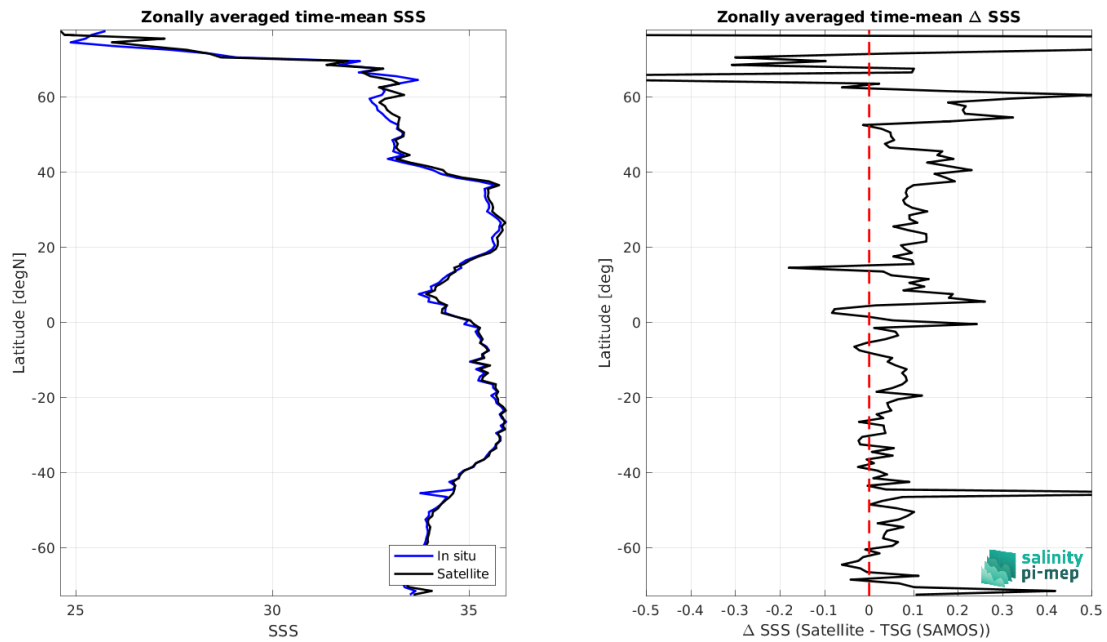 Zonally averaged time-mean SSS
60
40
20
0
-20
-40
-60
Latitude [degN]
25
30
35
SSS
In situ
Satellite
Zonally averaged time-mean Δ SSS
60
40
20
0
-20
-40
-60
Latitude [deg]
-0.5
-0.4
-0.3
-0.2
-0.1
0
0.1
0.2
0.3
0.4
0.5
Δ SSS (Satellite - TSG (SAMOS))
salinity
pi-mep